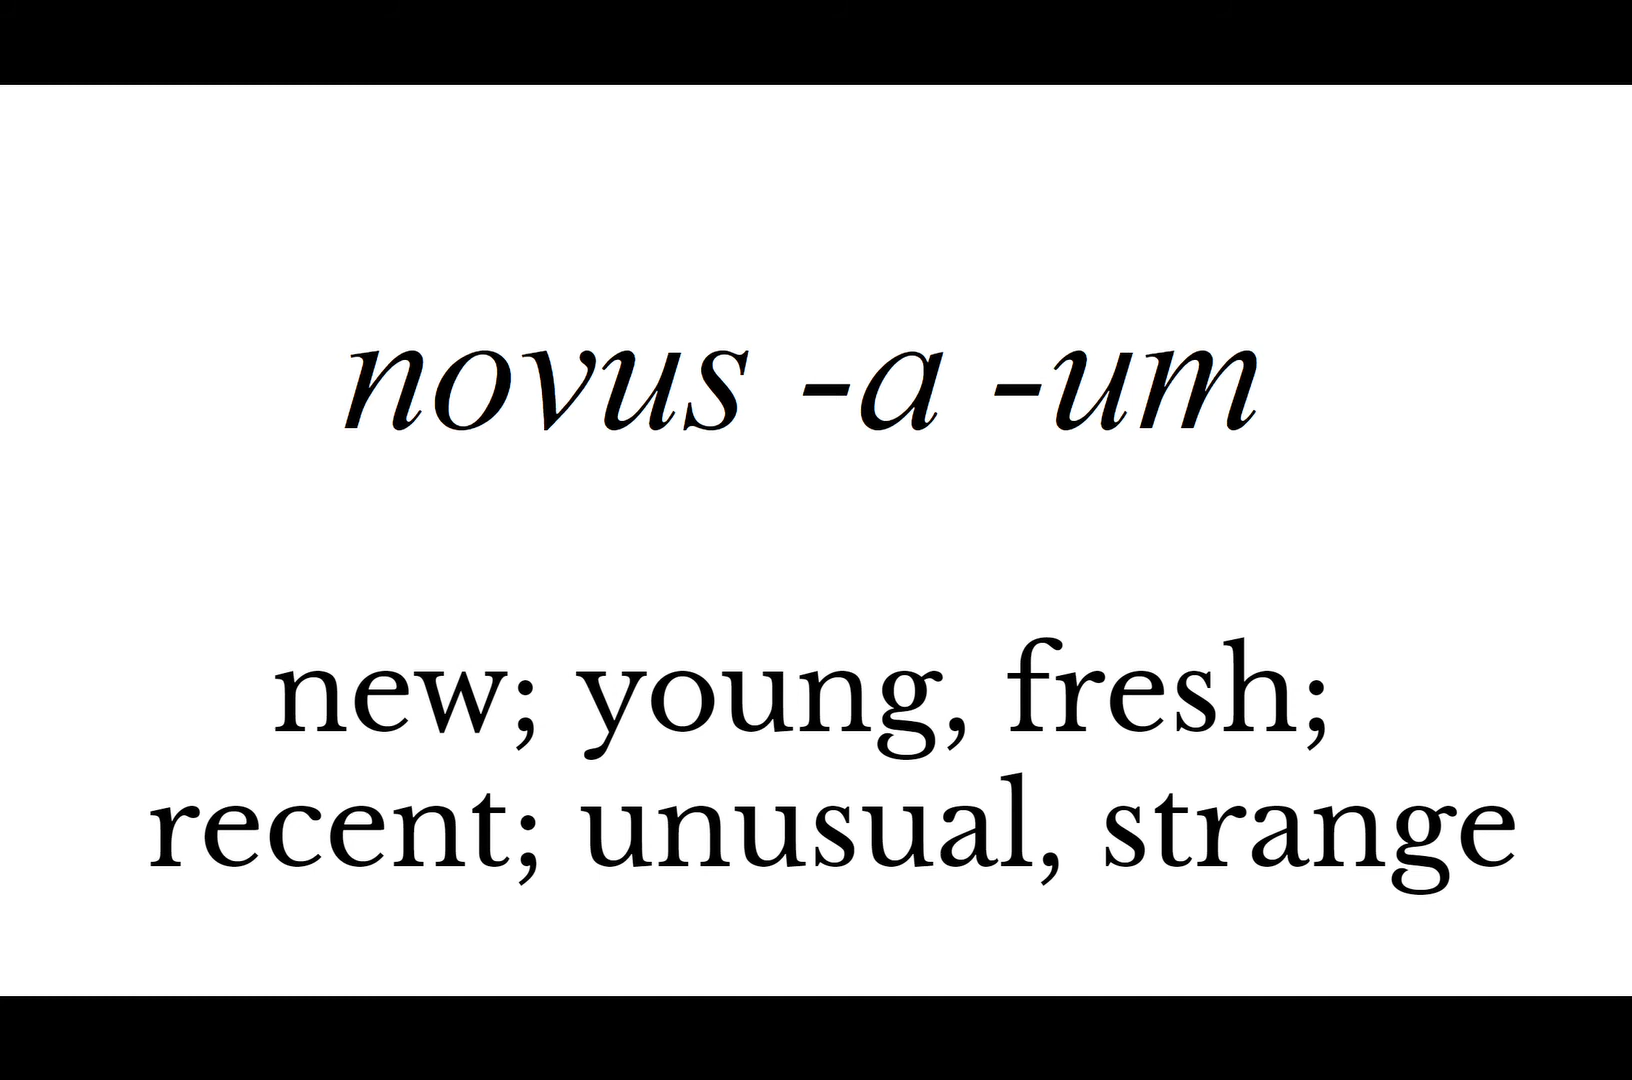 novus -a -um
new; young, fresh;
recent; unusual, strange